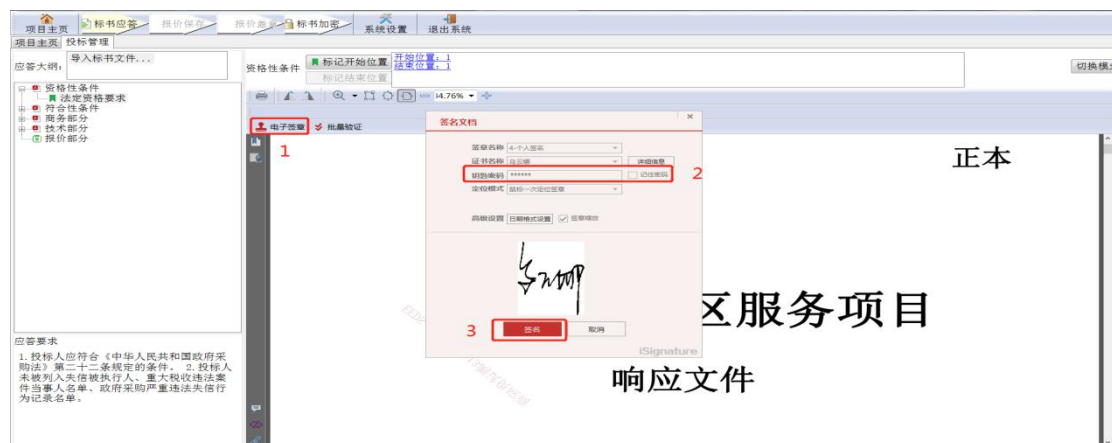 项目主页 标书应答 报价保存 报价 标书加密 系统设置 退出系统
项目主页 投标管理
应答大纲：
导入标书文件...
资格性条件
法定资格要求
符合性条件
商务部分
技术部分
报价部分
应答要求
1.投标人应符合《中华人民共和国政府采
购法》第二十二条规定的条件。 2.投标人
未被列入失信被执行人、重大税收违法案
件当事人名单、政府采购严重违法失信行
为记录名单。
资格性条件
标记开始位置
标记结束位置
开始位置：1
结束位置：1
切换模
14.76%
电子签章 批量验证
1
签名文档
签章名称 4-个人签名
证书名称 详细信息
钥匙密码 ****** 记住密码
2
定位模式
高级设置 日期格式设置
3
签名 取消
iSignature
正本
区服务项目
响应文件